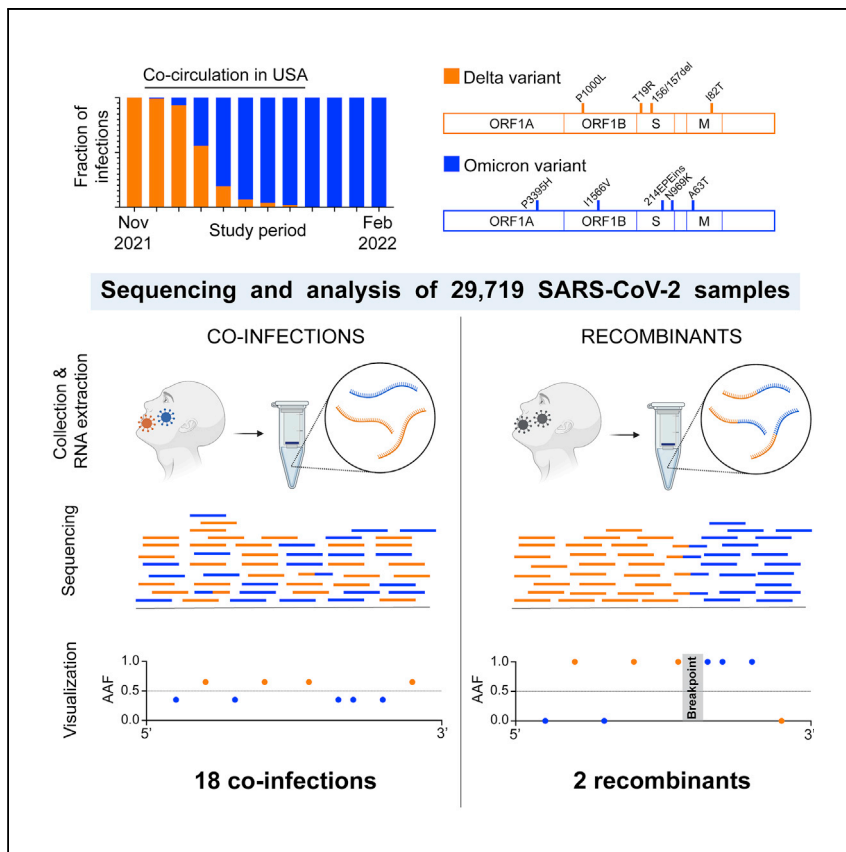 Co-circulation in USA
Fraction of
infections
Nov
2021
Study period
Feb
2022
Delta variant
P1000L
T19R
156/157del
I82T
ORF1A
ORF1B
S
M
Omicron variant
P3395H
I1566V
214EPEins
N969K
A63T
ORF1A
ORF1B
S
M
Sequencing and analysis of 29,719 SARS-CoV-2 samples
CO-INFECTIONS
RECOMBINANTS
Collection &
RNA extraction
Sequencing
Visualization
AAF
1.0
0.5
0.0
5'
3'
AAF
1.0
0.5
0.0
Breakpoint
5'
3'
18 co-infections
2 recombinants